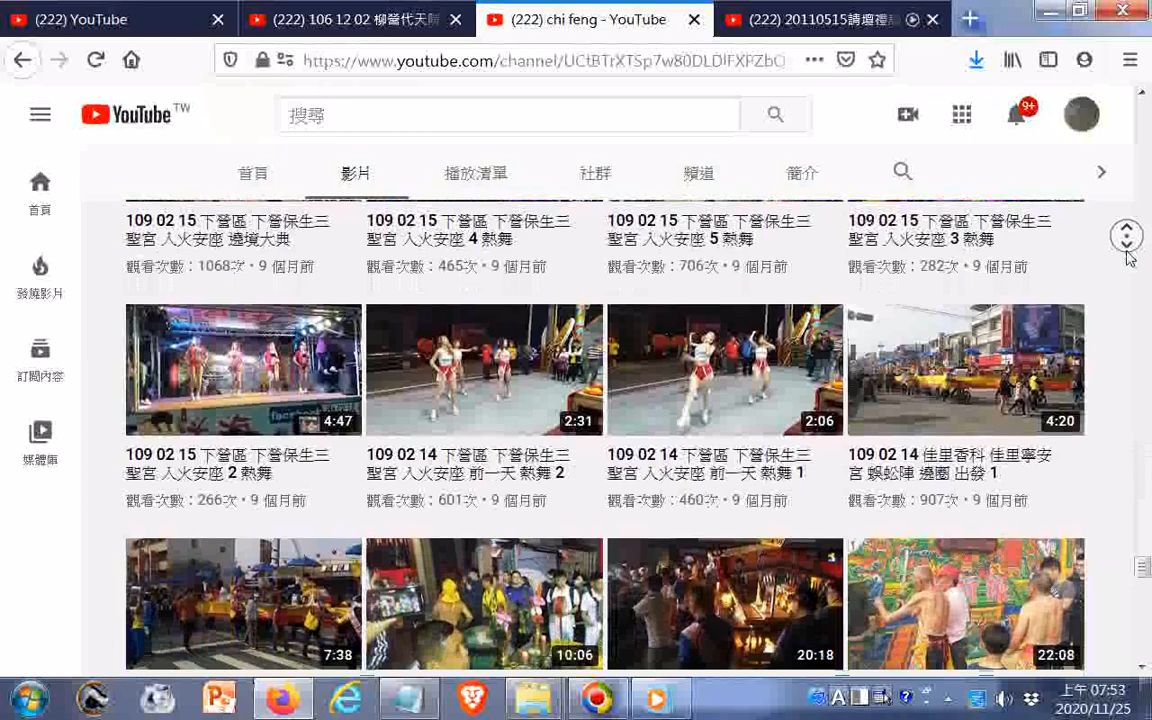 (222) YouTube
(222) 106 12 02 柳營代天
(222) chi feng - YouTube
(222) 20110515請壇禮
https://www.youtube.com/channel/UCtBTrXTSp7w80DLDlFXPZbQ
YouTube TW
搜尋
9+
首頁
影片
播放清單
社群
頻道
簡介
首頁
發燒影片
訂閱內容
媒體庫
109 02 15 下營區 下營保生三
聖宮 入火安座 遶境大典
觀看次數：1068次 • 9 個月前
109 02 15 下營區 下營保生三
聖宮 入火安座 4 熱舞
觀看次數：465次 • 9 個月前
109 02 15 下營區 下營保生三
聖宮 入火安座 5 熱舞
觀看次數：706次 • 9 個月前
109 02 15 下營區 下營保生三
聖宮 入火安座 3 熱舞
觀看次數：282次 • 9 個月前
facebook
4:47
2:31
2:06
4:20
109 02 15 下營區 下營保生三
聖宮 入火安座 2 熱舞
觀看次數：266次 • 9 個月前
109 02 14 下營區 下營保生三
聖宮 入火安座 前一天 熱舞 2
觀看次數：601次 • 9 個月前
109 02 14 下營區 下營保生三
聖宮 入火安座 前一天 熱舞 1
觀看次數：460次 • 9 個月前
109 02 14 佳里香科 佳里寧安
宮 蜈蚣陣 遶圈 出發 1
觀看次數：907次 • 9 個月前
7:38
10:06
20:18
22:08
A
上午 07:53
2020/11/25